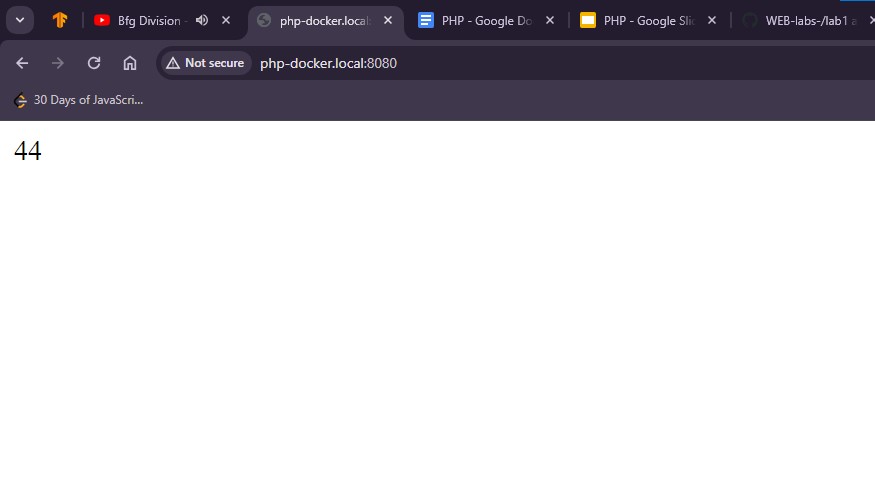 Bfg Division - php-docker.local PHP - Google Do PHP - Google Slid WEB-labs-/lab1 a
Not secure php-docker.local:8080
30 Days of JavaScri...
44